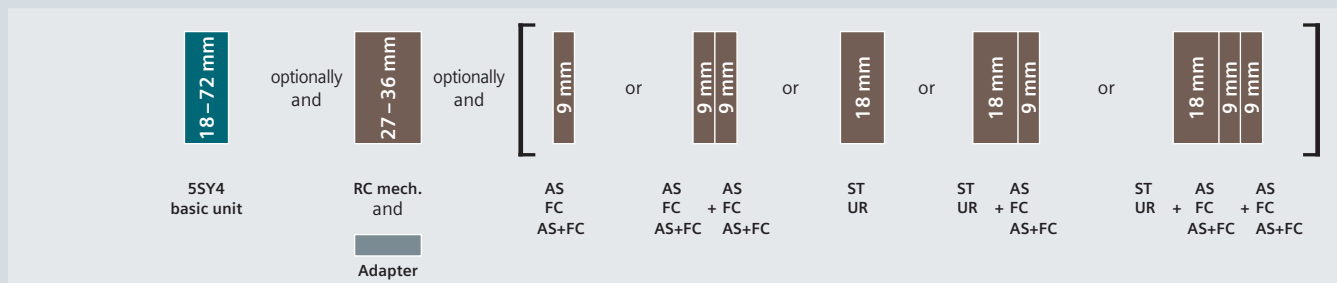 18–72 mm
optionally
and
27–36 mm
optionally
and
9 mm
or
9 mm
9 mm
or
18 mm
or
18 mm
9 mm
or
18 mm
9 mm
9 mm
5SY4
basic unit
RC mech.
and
Adapter
AS
FC
AS+FC
AS AS
FC + FC
AS+FC AS+FC
ST
UR
ST AS
UR + FC
AS+FC
ST AS AS
UR + FC + FC
AS+FC AS+FC